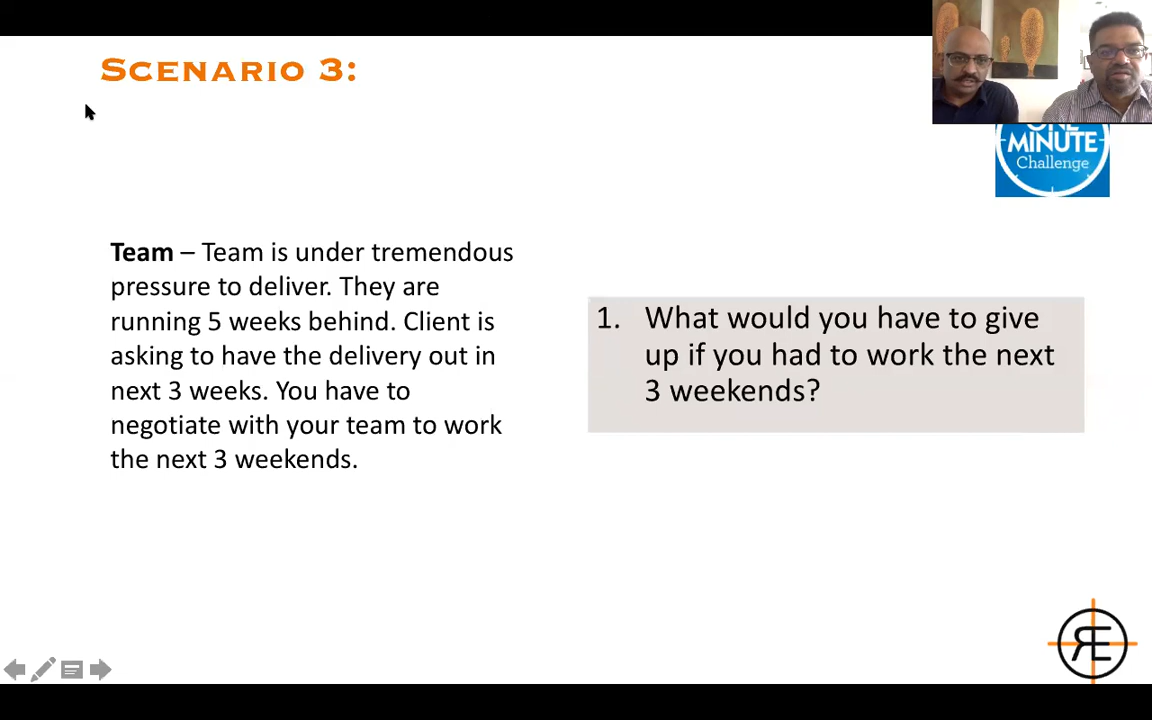 SCENARIO 3:
ONE
MINUTE
Challenge
Team – Team is under tremendous
pressure to deliver. They are
running 5 weeks behind. Client is
asking to have the delivery out in
next 3 weeks. You have to
negotiate with your team to work
the next 3 weekends.
1. What would you have to give
up if you had to work the next
3 weekends?
RE